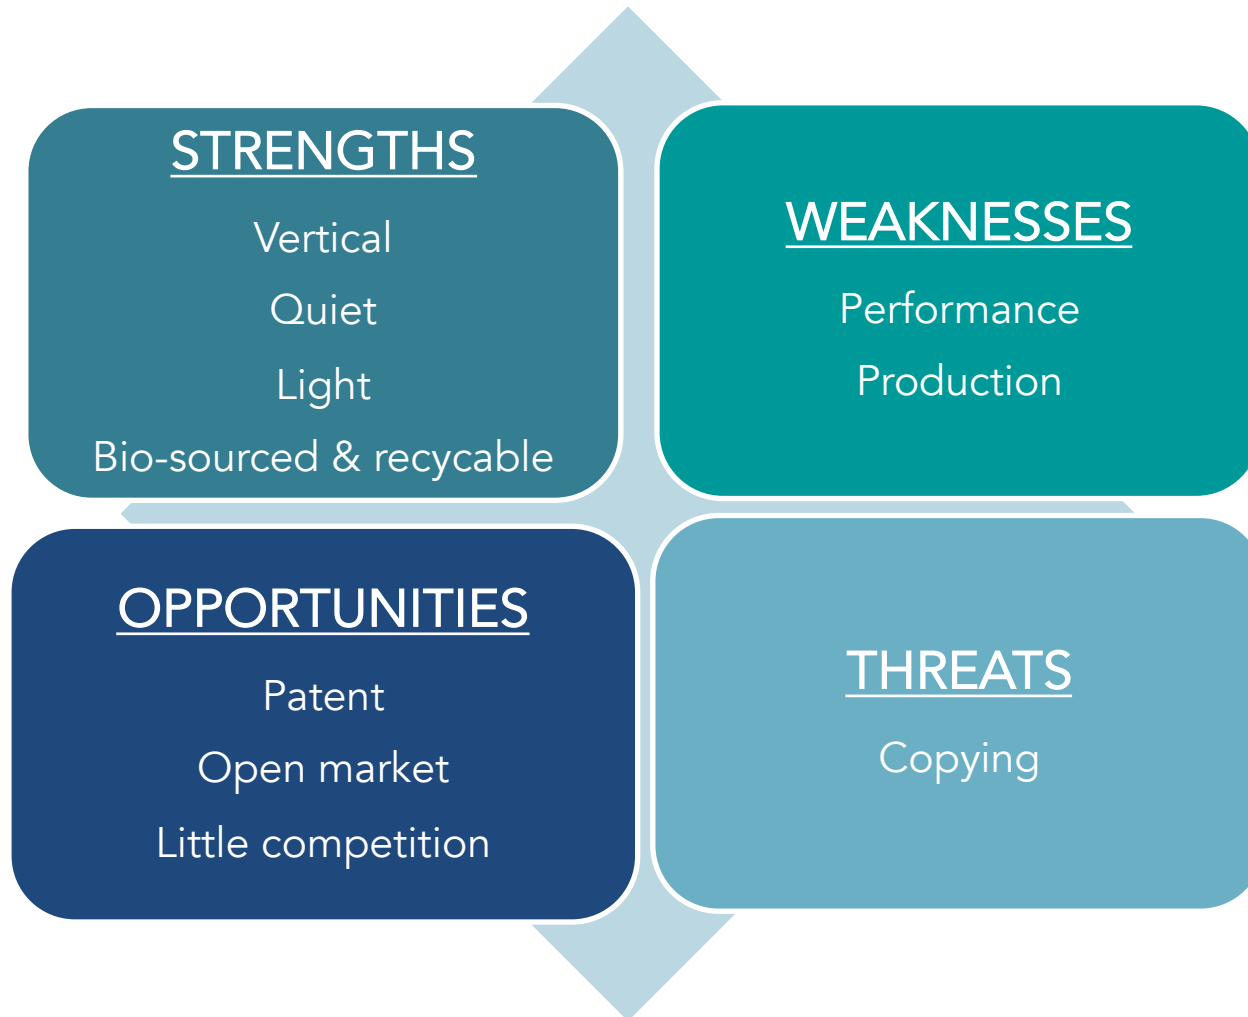 STRENGTHS
Vertical
Quiet
Light
Bio-sourced & recycable
WEAKNESSES
Performance
Production
OPPORTUNITIES
Patent
Open market
Little competition
THREATS
Copying